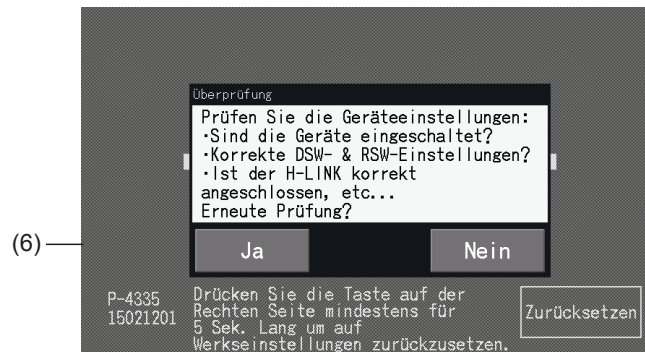 Überprüfung
Prüfen Sie die Geräteeinstellungen:
·Sind die Geräte eingeschaltet?
·Korrekte DSW- & RSW-Einstellungen?
·Ist der H-LINK korrekt
angeschlossen, etc...
Erneute Prüfung?
(6)
Ja
Nein
P-4335
15021201
Drücken Sie die Taste auf der
Rechten Seite mindestens für
5 Sek. Lang um auf
Werkseinstellungen zurückzusetzen.
Zurücksetzen